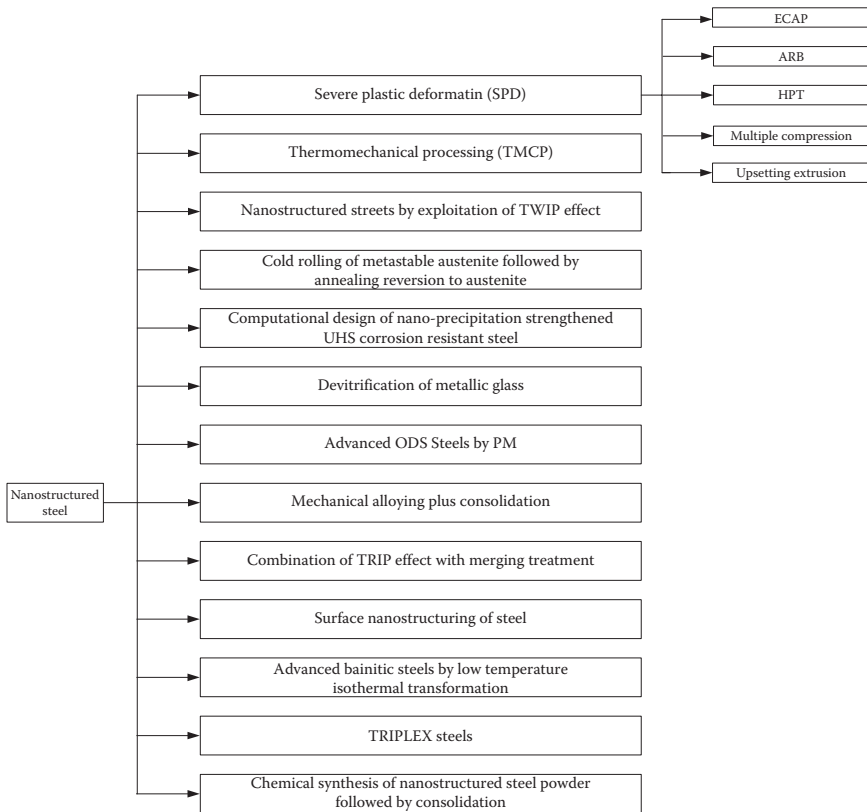 ECAP
ARB
HPT
Multiple compression
Upsetting extrusion
Severe plastic deformatin (SPD)
Thermomechanical processing (TMCP)
Nanostructured streets by exploitation of TWIP effect
Cold rolling of metastable austenite followed by
annealing reversion to austenite
Computational design of nano-precipitation strengthened
UHS corrosion resistant steel
Devitrification of metallic glass
Advanced ODS Steels by PM
Nanostructured
steel
Mechanical alloying plus consolidation
Combination of TRIP effect with merging treatment
Surface nanostructuring of steel
Advanced bainitic steels by low temperature
isothermal transformation
TRIPLEX steels
Chemical synthesis of nanostructured steel powder
followed by consolidation